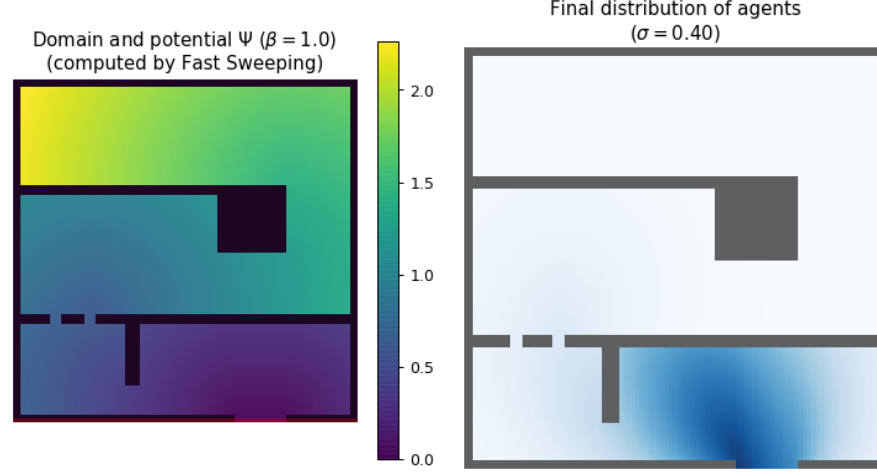 Domain and potential Ψ (β = 1.0)
(computed by Fast Sweeping)
Final distribution of agents
(σ = 0.40)
2.0
1.5
1.0
0.5
0.0